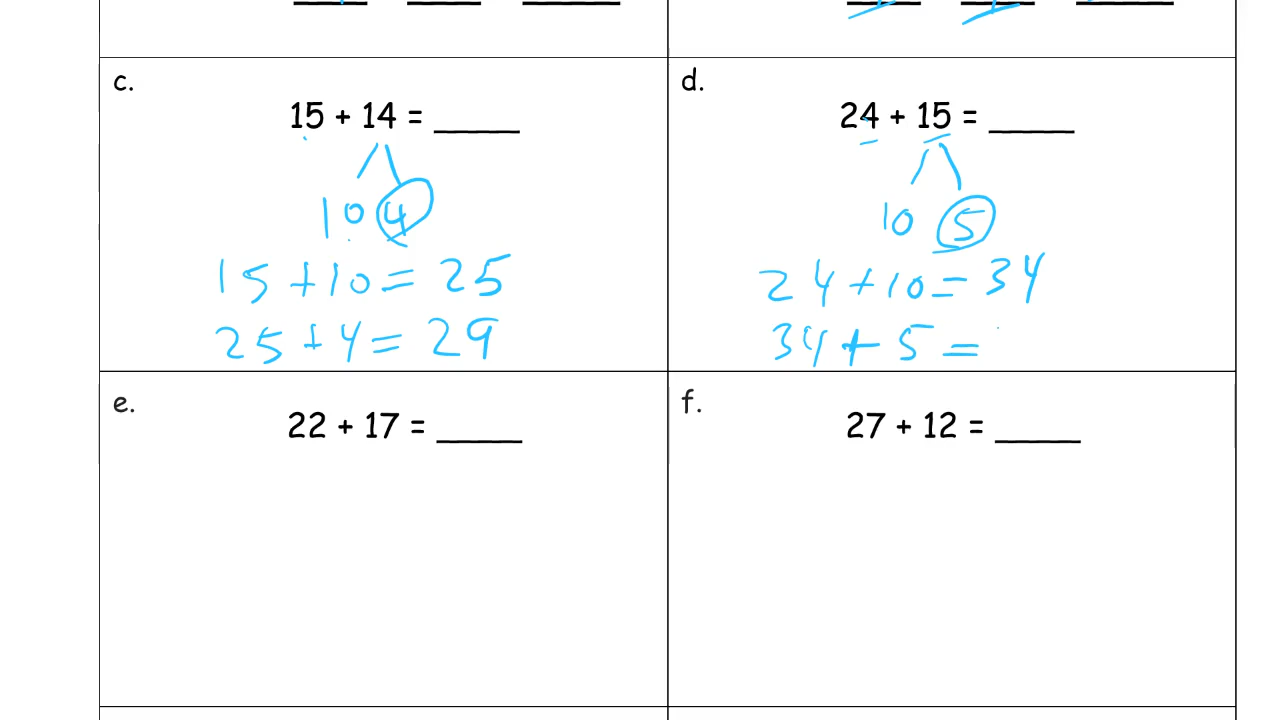 c.
15 + 14 = _____
10 4
15 + 10 = 25
25 + 4 = 29
d.
24 + 15 = _____
10 5
24 + 10 = 34
34 + 5 =
e.
22 + 17 = _____
f.
27 + 12 = _____